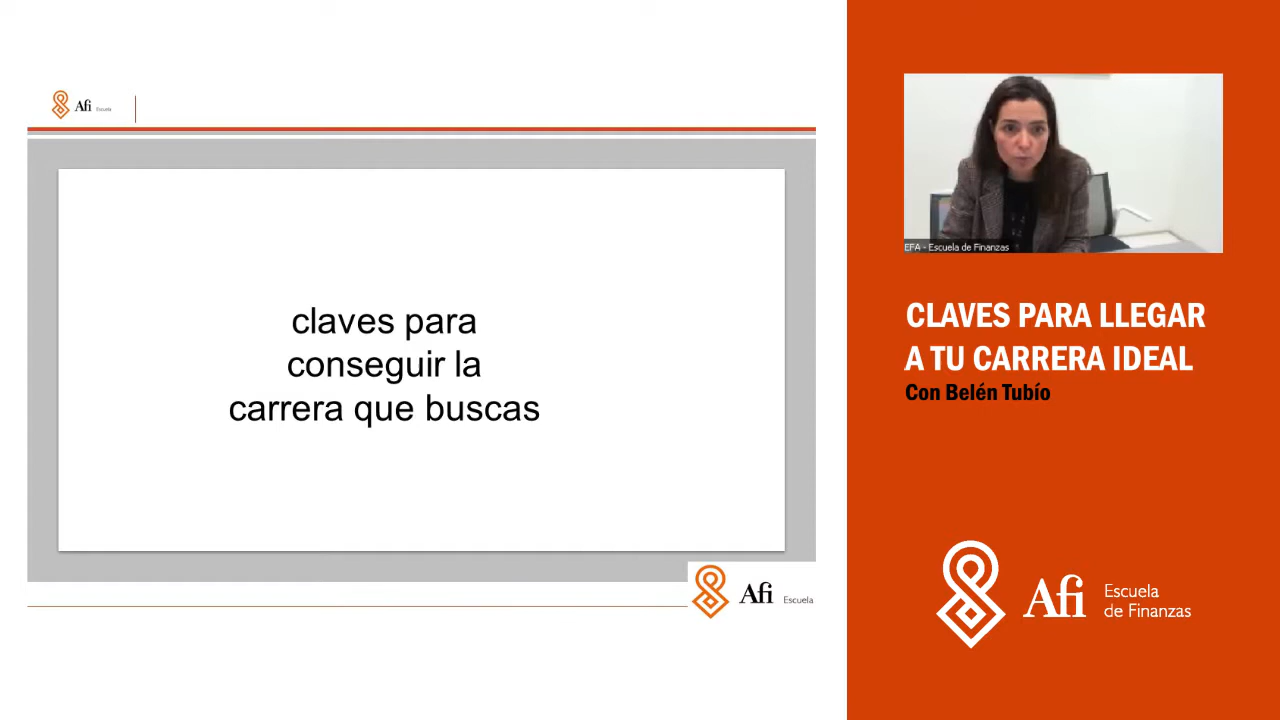 Afi Escuela
claves para
conseguir la
carrera que buscas
Afi Escuela
EFA - Escuela de Finanzas
CLAVES PARA LLEGAR
A TU CARRERA IDEAL
Con Belén Tubío
Afi Escuela
de Finanzas